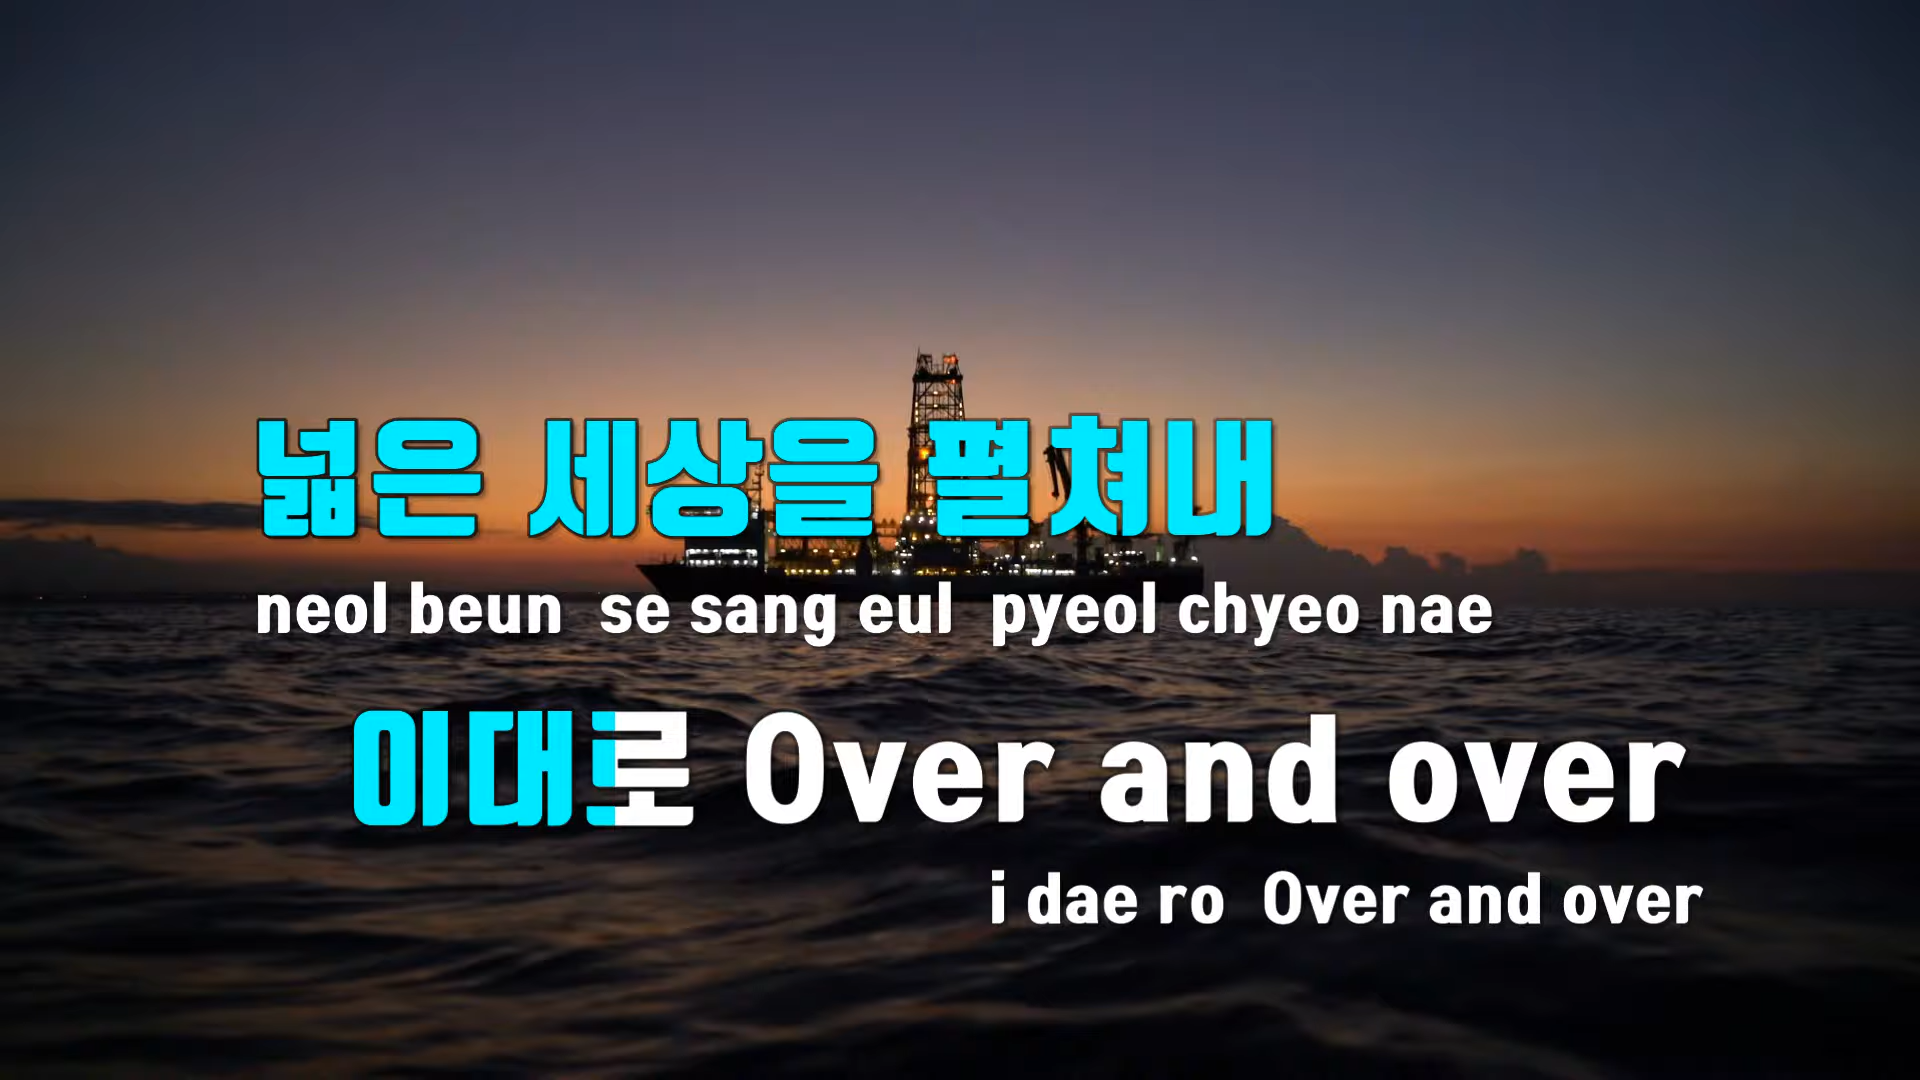 넓은 세상을 펼쳐내
neol beun se sang eul pyeol chyeo nae
이대로 Over and over
i dae ro Over and over